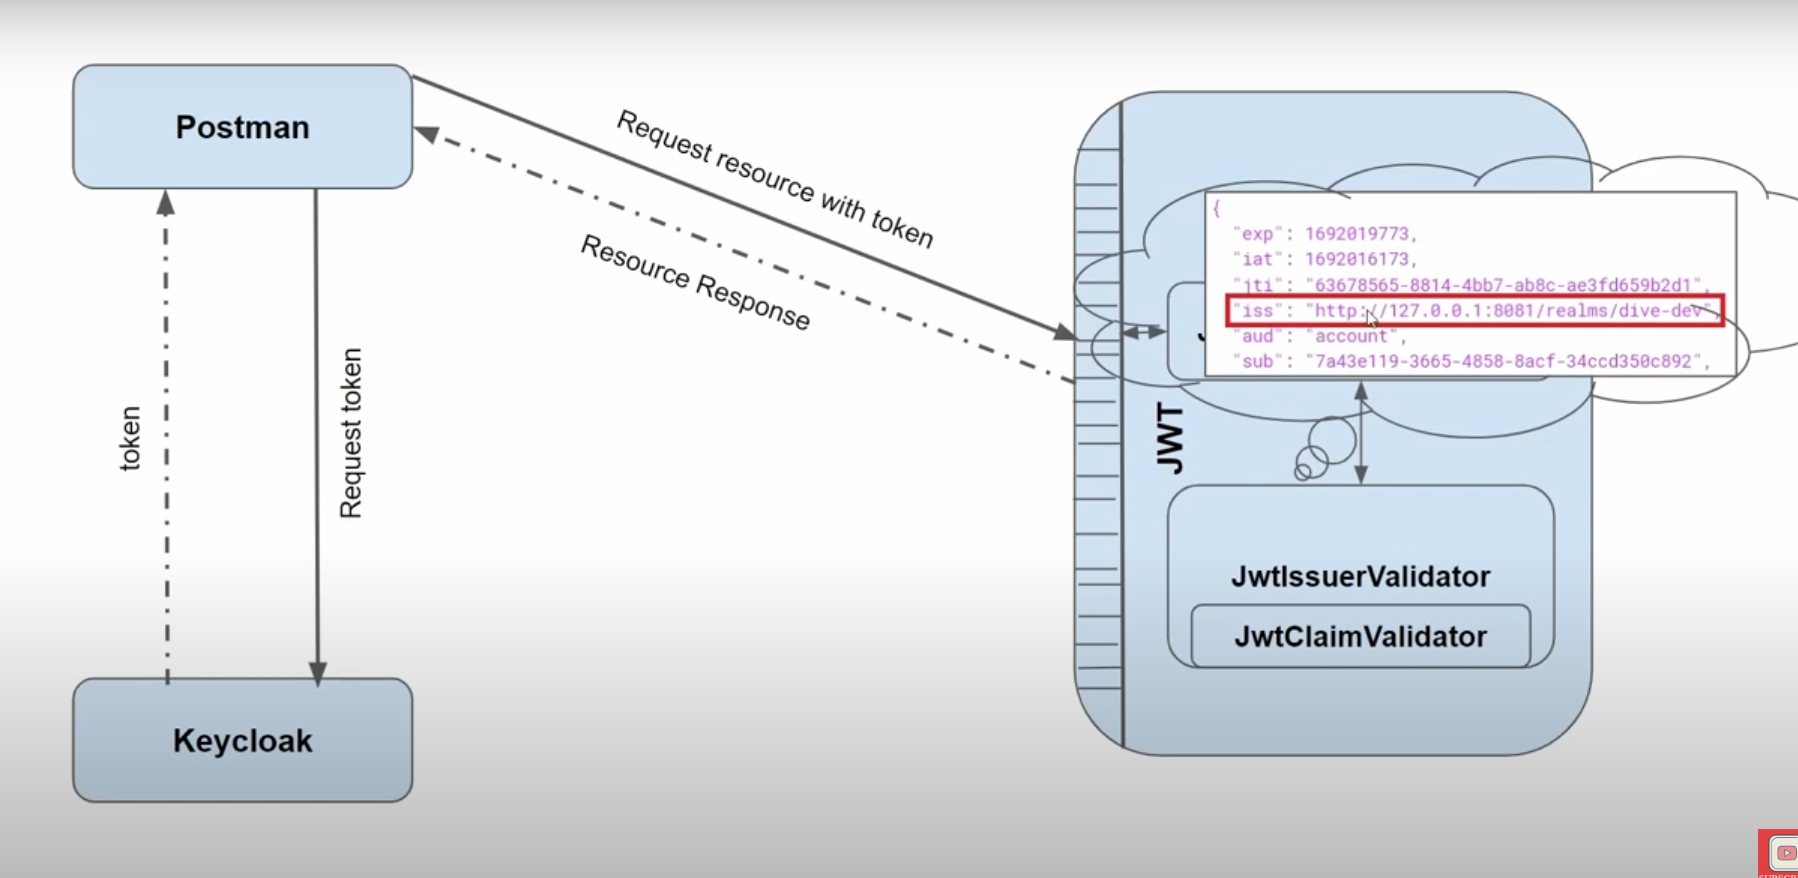 Postman
Request resource with token
Resource Response
token
Request token
Keycloak
{
"exp": 1692019773,
"iat": 1692016173,
"jti": "63678565-8814-4bb7-ab8c-ae3fd659b2d1",
"iss": "http://127.0.0.1:8081/realms/dive-dev",
"aud": "account",
"sub": "7a43e119-3665-4858-8acf-34ccd350c892",
JWT
JwtIssuerValidator
JwtClaimValidator